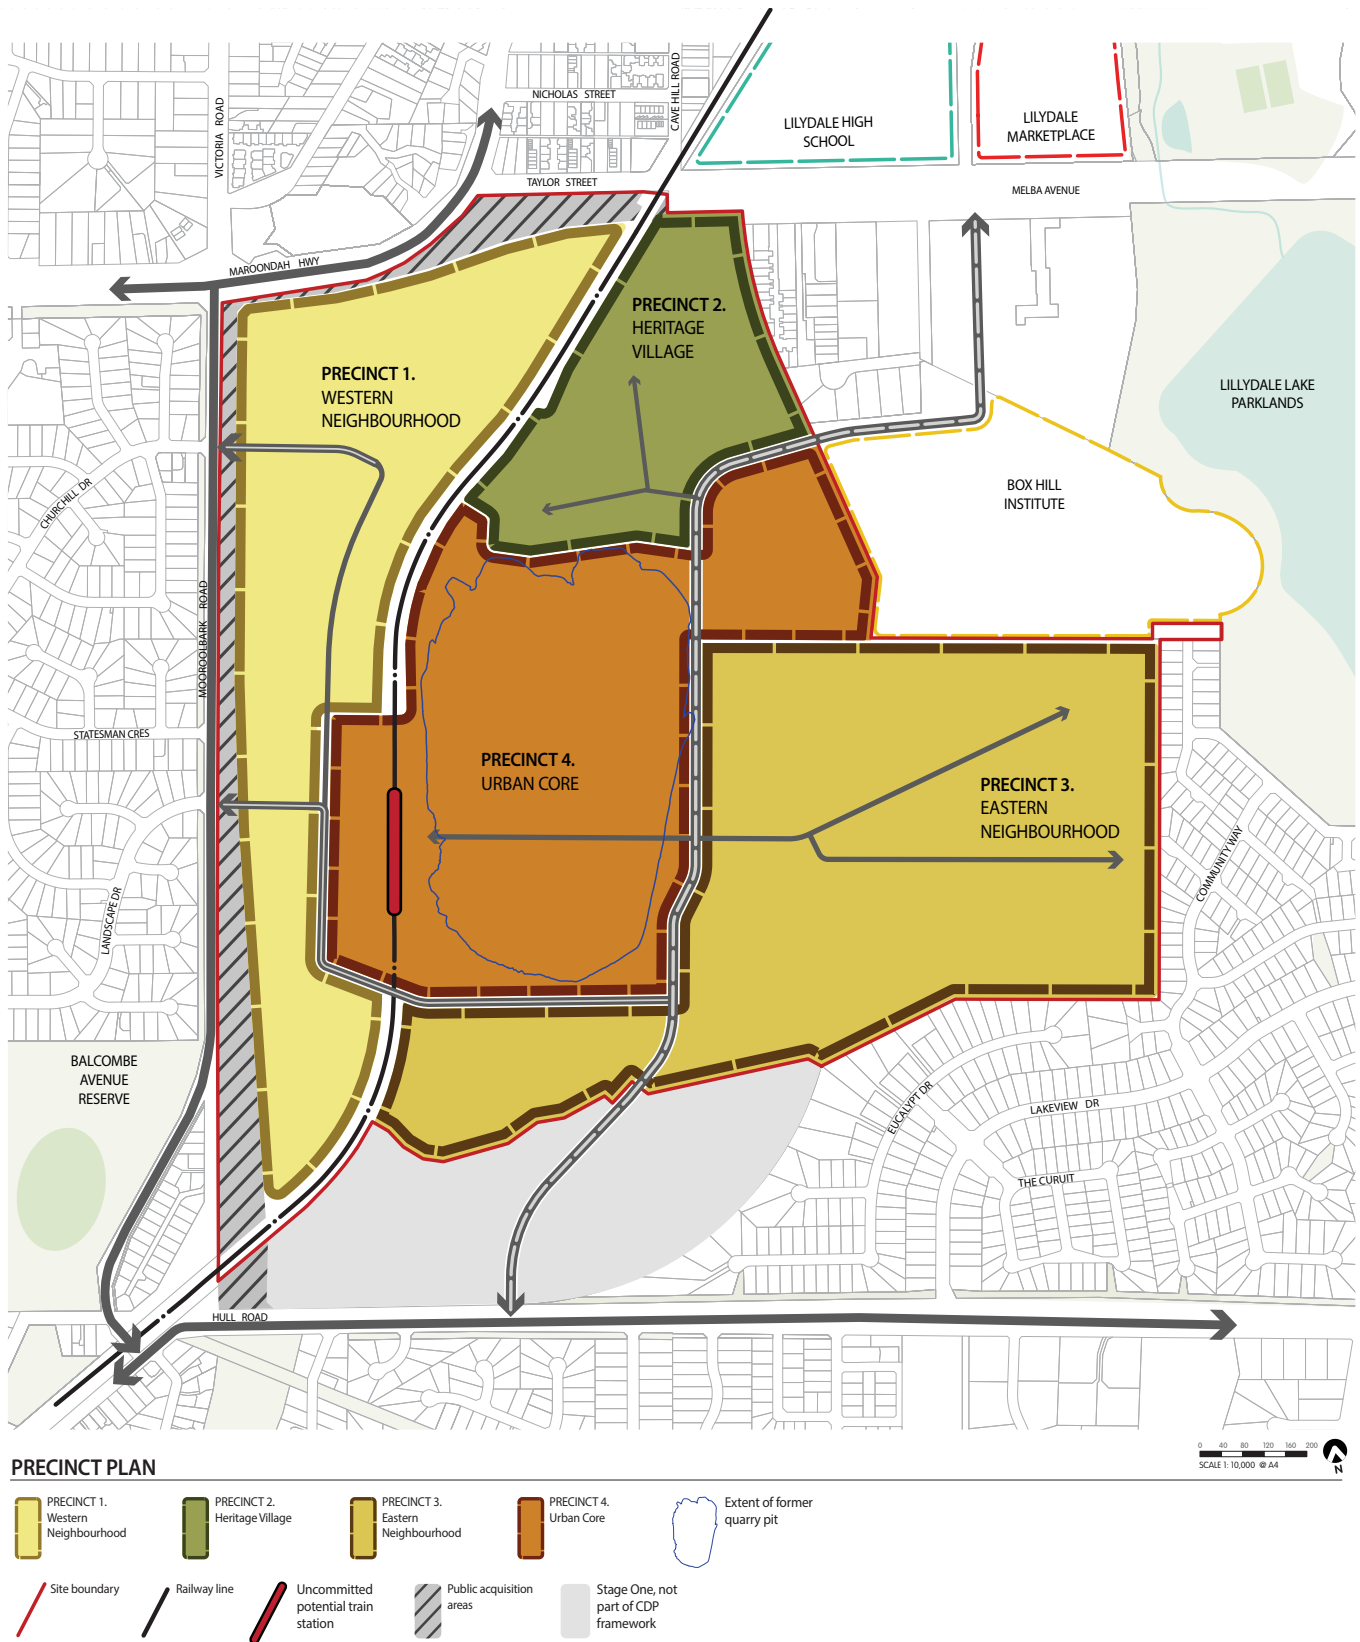 NICHOLAS STREET
CAVE HILL ROAD
VICTORIA ROAD
TAYLOR STREET
LILYDALE HIGH
SCHOOL
LILYDALE
MARKETPLACE
MELBA AVENUE
MAROONDAH HWY
PRECINCT 2.
HERITAGE
VILLAGE
PRECINCT 1.
WESTERN
NEIGHBOURHOOD
LILLYDALE LAKE
PARKLANDS
CHURCHILL DR
BOX HILL
INSTITUTE
MOOROOLBARK ROAD
STATESMAN CRES
PRECINCT 4.
URBAN CORE
PRECINCT 3.
EASTERN
NEIGHBOURHOOD
COMMUNITY WAY
LANDSCAPE DR
BALCOMBE
AVENUE
RESERVE
EUCALYPT DR
LAKEVIEW DR
THE CURUIT
HULL ROAD
0 40 80 120 160 200
SCALE 1: 10,000 @ A4
N
PRECINCT PLAN
PRECINCT 1.
Western
Neighbourhood
PRECINCT 2.
Heritage Village
PRECINCT 3.
Eastern
Neighbourhood
PRECINCT 4.
Urban Core
Extent of former
quarry pit
Site boundary
Railway line
Uncommitted
potential train
station
Public acquisition
areas
Stage One, not
part of CDP
framework